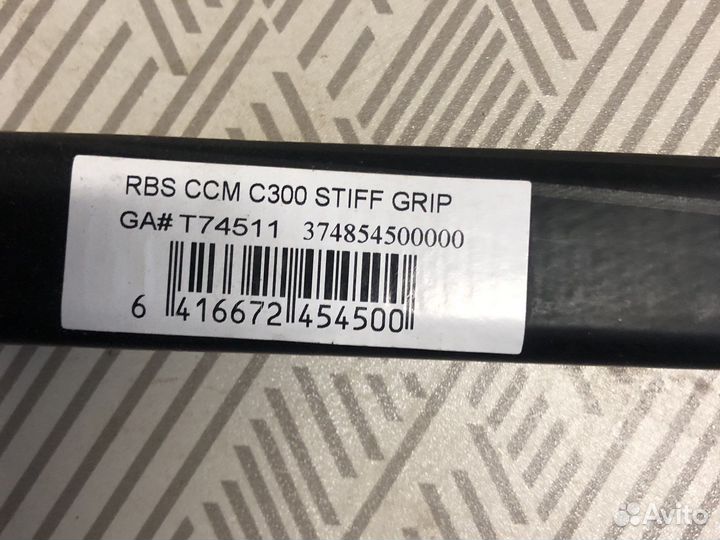 RBS CCM C300 STIFF GRIP
GA# T74511 374854500000
6 416672 454500
Avito